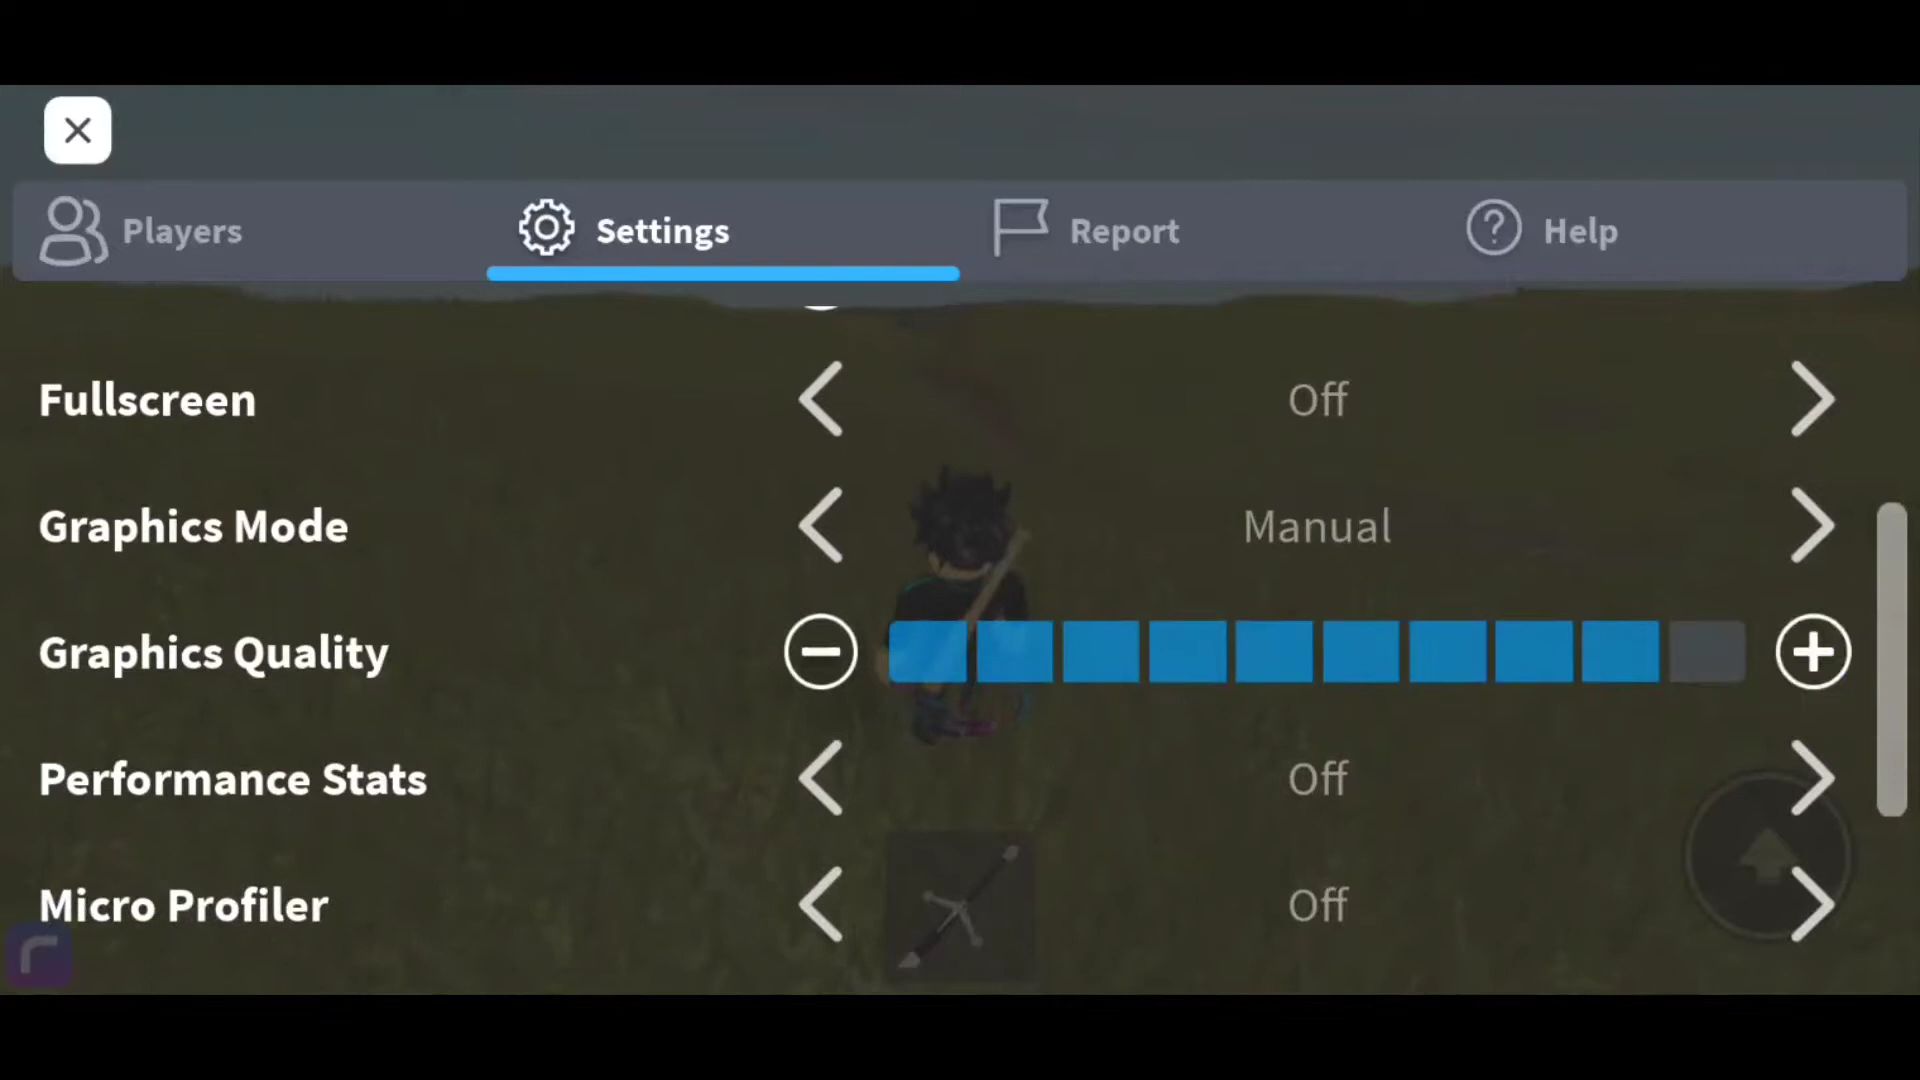 Players
Settings
Report
Help
Fullscreen
Off
Graphics Mode
Manual
Graphics Quality
Performance Stats
Off
Micro Profiler
Off